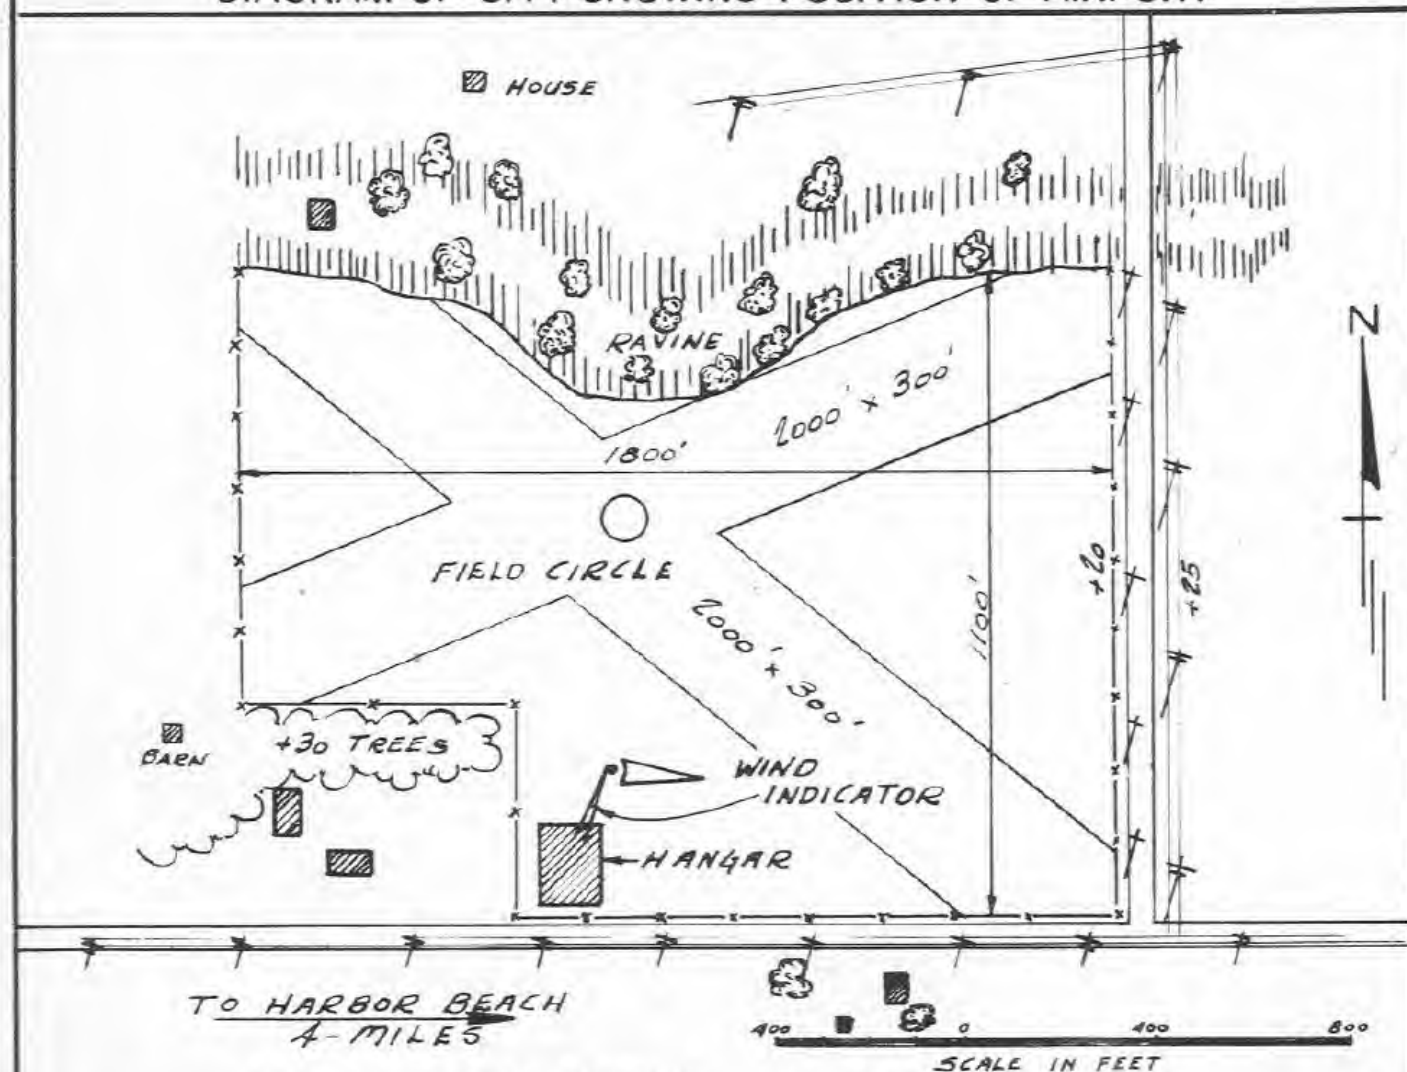 HOUSE
N
RAVINE
2000' x 300'
1800'
FIELD CIRCLE
+20
+25
1100'
2000' x 300'
BARN
+30 TREES
WIND
INDICATOR
HANGAR
TO HARBOR BEACH
4-MILES
400 0 400 800
SCALE IN FEET